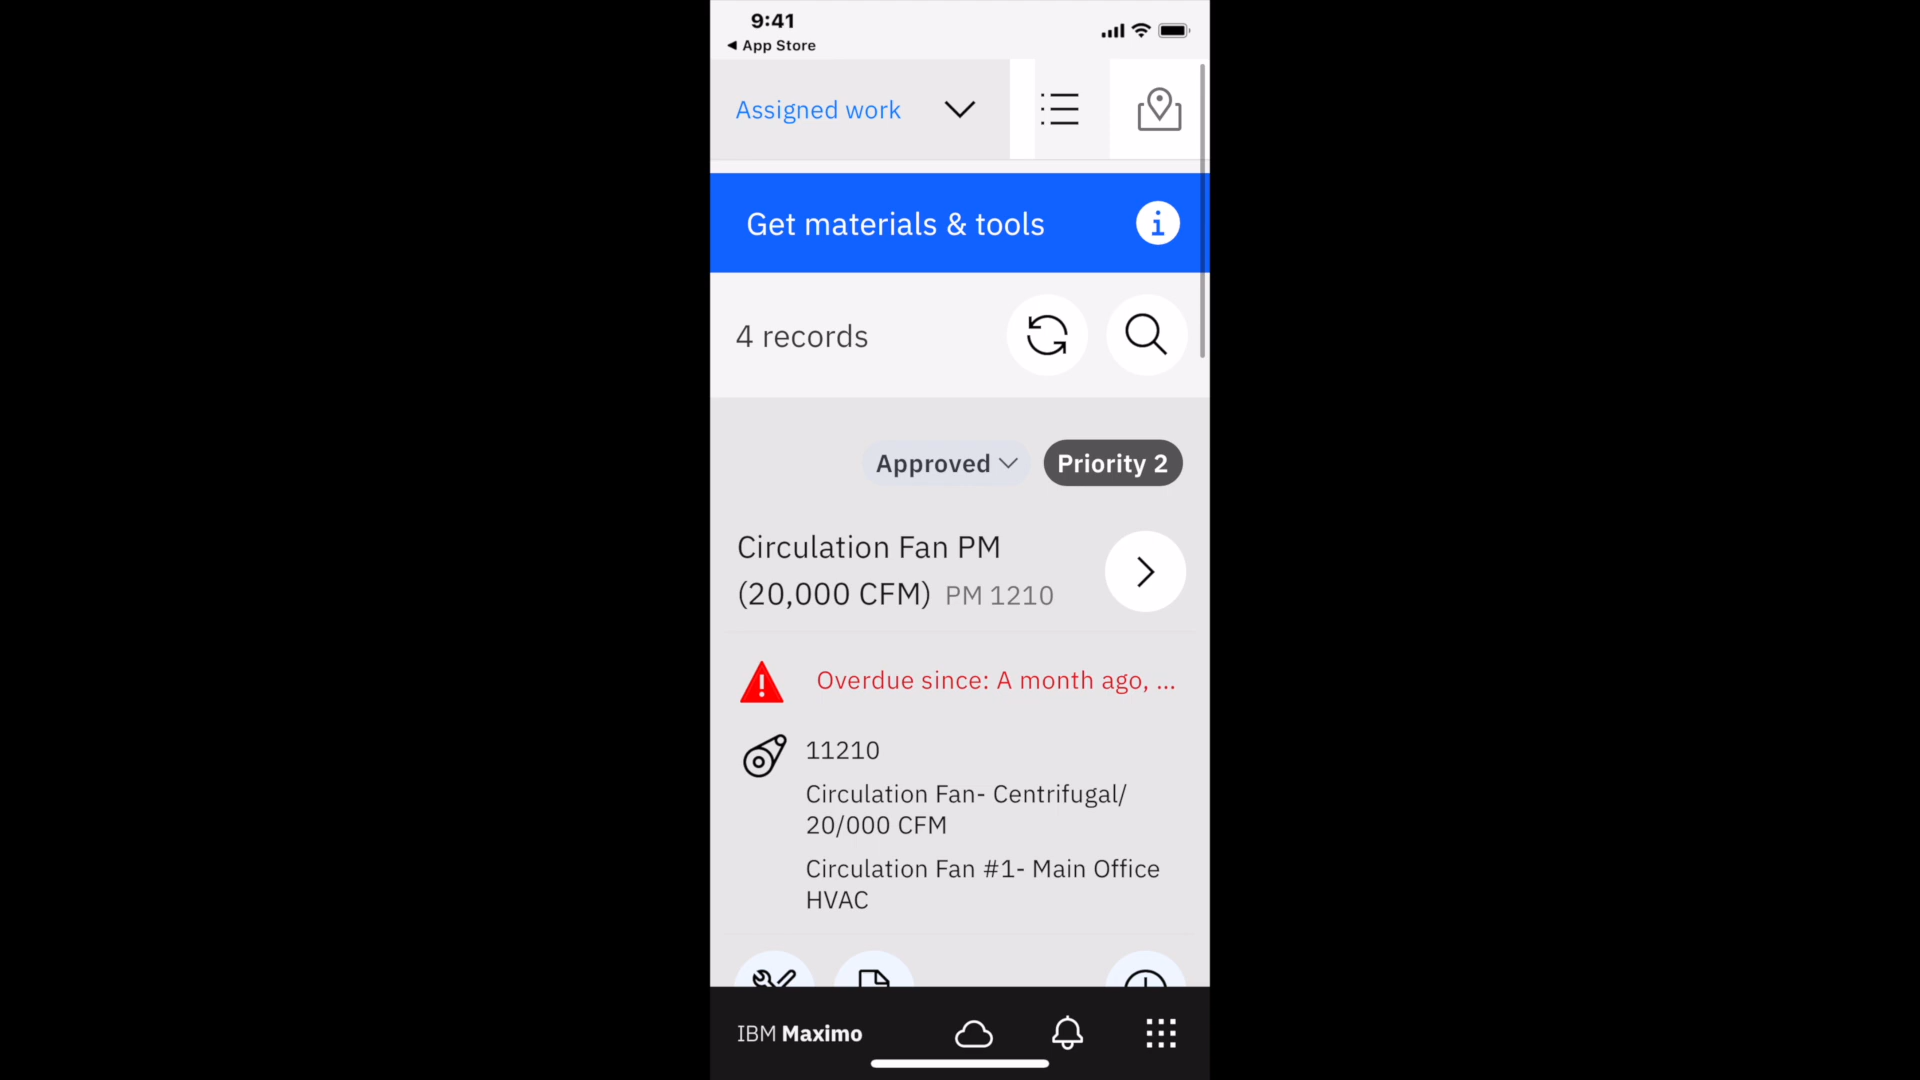 9:41
◀ App Store
Assigned work
Get materials & tools
4 records
Approved
Priority 2
Circulation Fan PM
(20,000 CFM) PM 1210
Overdue since: A month ago, ...
11210
Circulation Fan- Centrifugal/
20/000 CFM
Circulation Fan #1- Main Office
HVAC
IBM Maximo